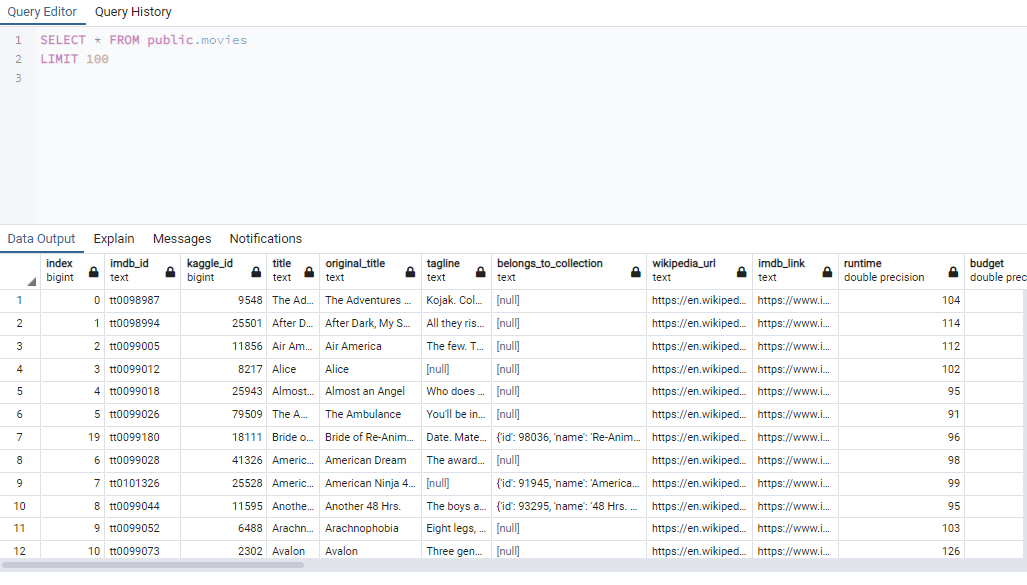 Query Editor Query History
1 SELECT * FROM public.movies
2 LIMIT 100
3
Data Output Explain Messages Notifications
index imdb_id kaggle_id title original_title tagline belongs_to_collection wikipedia_url imdb_link runtime budget
bigint text bigint text text text text text text double precision double prec
1 0 tt0098987 9548 The Ad... The Adventures ... Kojak. Col... [null] https://en.wikiped... https://www.i... 104
2 1 tt0098994 25501 After D... After Dark, My S... All they ris... [null] https://en.wikiped... https://www.i... 114
3 2 tt0099005 11856 Air Am... Air America The few. T... [null] https://en.wikiped... https://www.i... 112
4 3 tt0099012 8217 Alice Alice [null] [null] https://en.wikiped... https://www.i... 102
5 4 tt0099018 25943 Almost... Almost an Angel Who does ... [null] https://en.wikiped... https://www.i... 95
6 5 tt0099026 79509 The A... The Ambulance You'll be in... [null] https://en.wikiped... https://www.i... 91
7 19 tt0099180 18111 Bride o... Bride of Re-Anim... Date. Mate... {'id': 98036, 'name': 'Re-Anim... https://en.wikiped... https://www.i... 96
8 6 tt0099028 41326 Americ... American Dream The award... [null] https://en.wikiped... https://www.i... 98
9 7 tt0101326 25528 Americ... American Ninja 4... [null] {'id': 91945, 'name': 'America... https://en.wikiped... https://www.i... 99
10 8 tt0099044 11595 Anothe... Another 48 Hrs. The boys a... {'id': 93295, 'name': '48 Hrs. ... https://en.wikiped... https://www.i... 95
11 9 tt0099052 6488 Arachn... Arachnophobia Eight legs, ... [null] https://en.wikiped... https://www.i... 103
12 10 tt0099073 2302 Avalon Avalon Three gen... [null] https://en.wikiped... https://www.i... 126